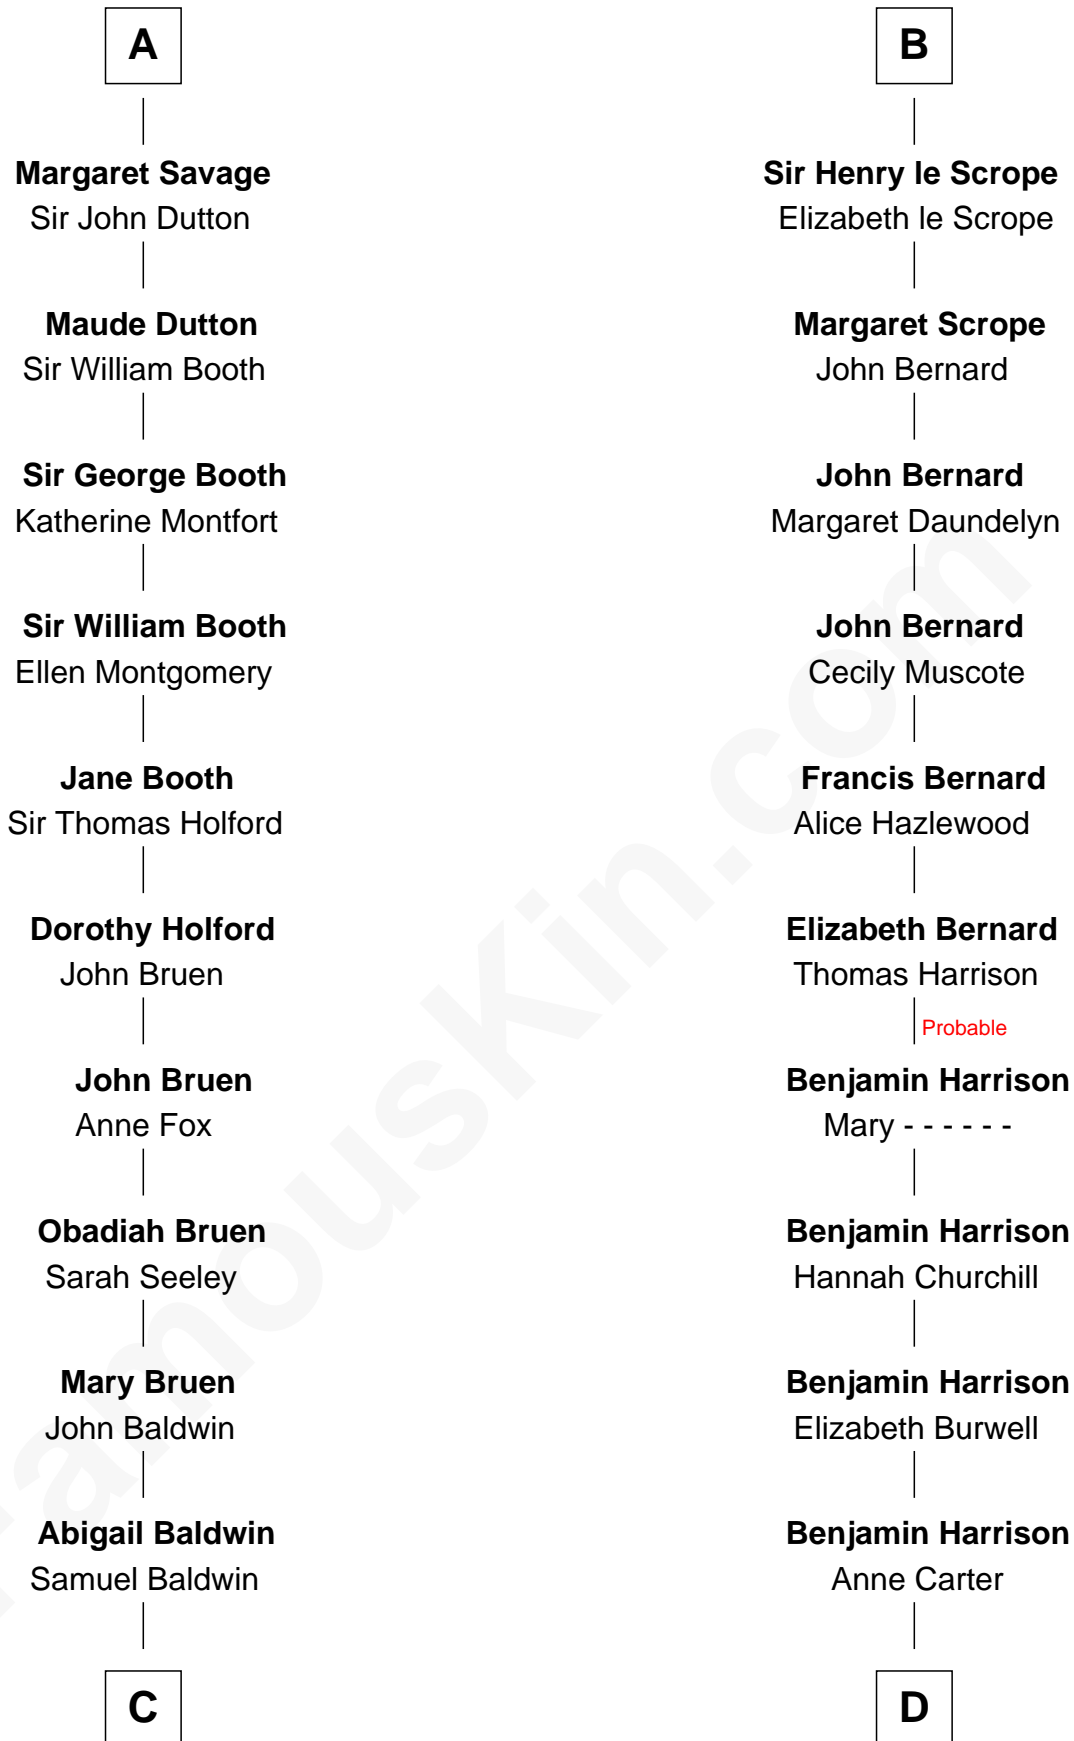 A
Margaret Savage
Sir John Dutton
Maude Dutton
Sir William Booth
Sir George Booth
Katherine Montfort
Sir William Booth
Ellen Montgomery
Jane Booth
Sir Thomas Holford
Dorothy Holford
John Bruen
John Bruen
Anne Fox
Obadiah Bruen
Sarah Seeley
Mary Bruen
John Baldwin
Abigail Baldwin
Samuel Baldwin
C
B
Sir Henry le Scrope
Elizabeth le Scrope
Margaret Scrope
John Bernard
John Bernard
Margaret Daundelyn
John Bernard
Cecily Muscote
Francis Bernard
Alice Hazlewood
Elizabeth Bernard
Thomas Harrison
Probable
Benjamin Harrison
Mary - - - - - -
Benjamin Harrison
Hannah Churchill
Benjamin Harrison
Elizabeth Burwell
Benjamin Harrison
Anne Carter
D
FamousKin.com